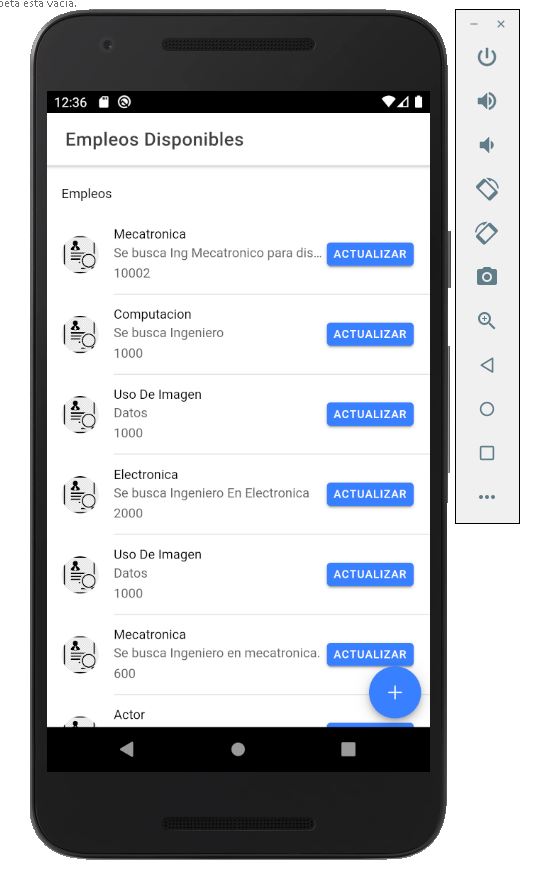 peta está vacía.
12:36
Empleos Disponibles
Empleos
Mecatronica
Se busca Ing Mecatronico para dis...
10002
ACTUALIZAR
Computacion
Se busca Ingeniero
1000
ACTUALIZAR
Uso De Imagen
Datos
1000
ACTUALIZAR
Electronica
Se busca Ingeniero En Electronica
2000
ACTUALIZAR
Uso De Imagen
Datos
1000
ACTUALIZAR
Mecatronica
Se busca Ingeniero en mecatronica.
600
ACTUALIZAR
Actor